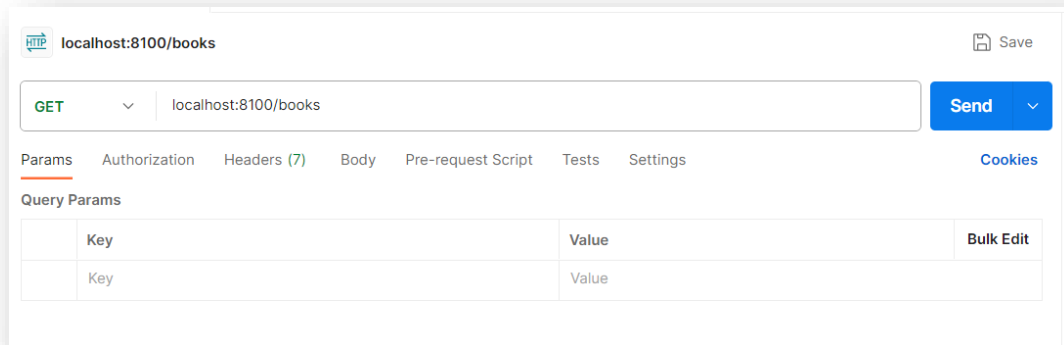 HTTP localhost:8100/books Save
GET localhost:8100/books Send
Params Authorization Headers (7) Body Pre-request Script Tests Settings Cookies
Query Params
Key Value Bulk Edit
Key Value